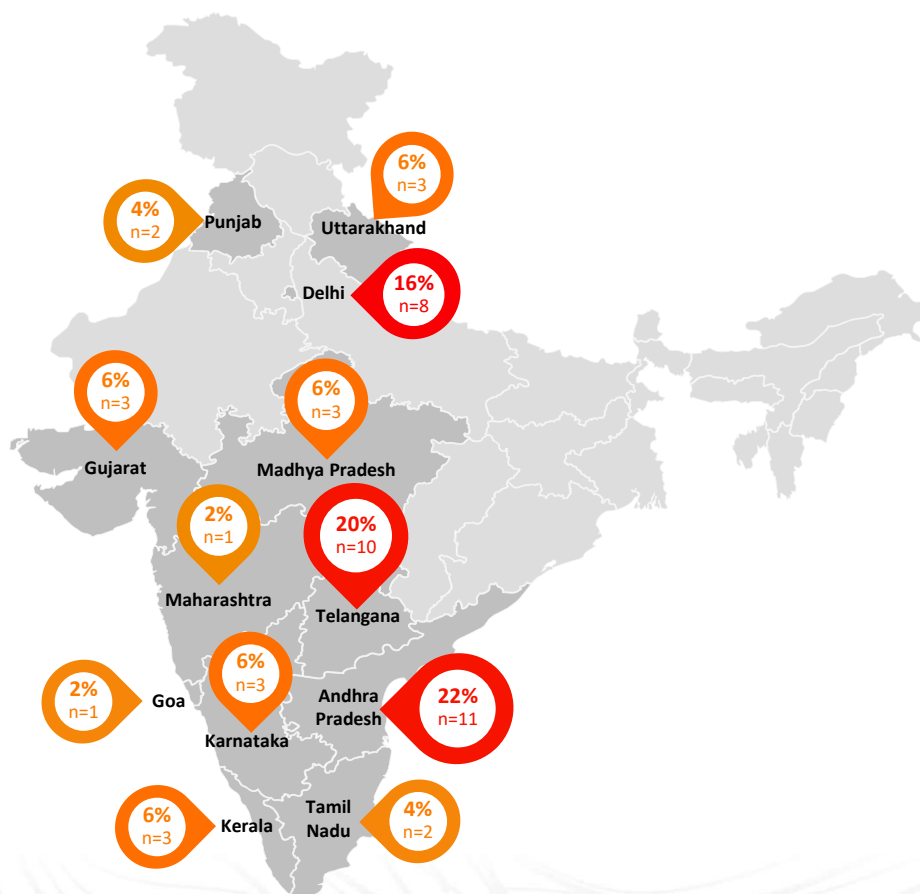 6%
n=3
4%
n=2
Punjab
Uttarakhand
Delhi
16%
n=8
6%
n=3
Gujarat
6%
n=3
Madhya Pradesh
2%
n=1
Maharashtra
20%
n=10
Telangana
2%
n=1
Goa
6%
n=3
Karnataka
Andhra
Pradesh
22%
n=11
6%
n=3
Kerala
Tamil
Nadu
4%
n=2